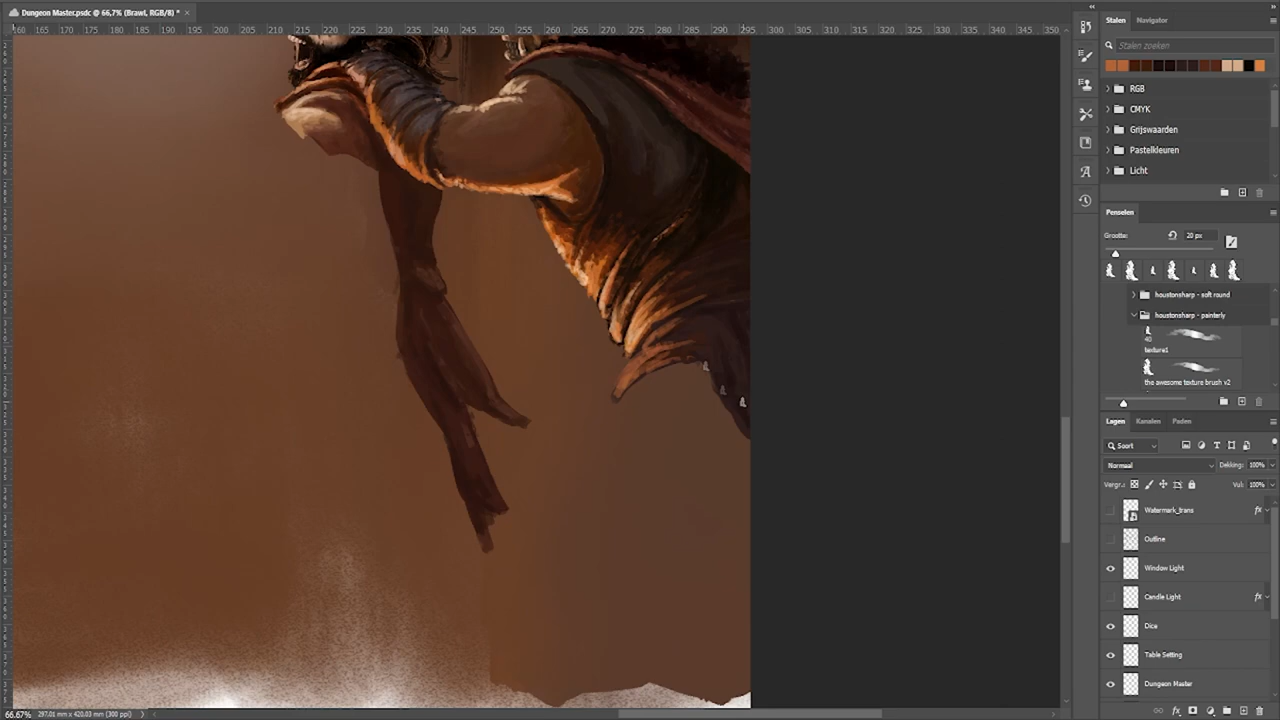 Dungeon Master.psdc @ 66,7% (Brawl, RGB/8) * ×
160 165 170 175 180 185 190 195 200 205 210 215 220 225 230 235 240 245 250 255 260 265 270 275 280 285 290 295 300 305 310 315 320 325 330 335 340 345 350
Stalen Navigator
Stalen zoeken
RGB
CMYK
Grijswaarden
Pastelkleuren
Licht
Penselen
Grootte: 20 px
houstonsharp - soft round
houstonsharp - painterly
40
texture1
the awesome texture brush v2
Lagen Kanalen Paden
Soort
Normaal Dekking: 100%
Vergr.: Vul: 100%
Watermark_trans fx
Outline
Window Light
Candle Light fx
Dice
Table Setting
Dungeon Master
66.67% 297,01 mm x 420,03 mm (300 ppi)